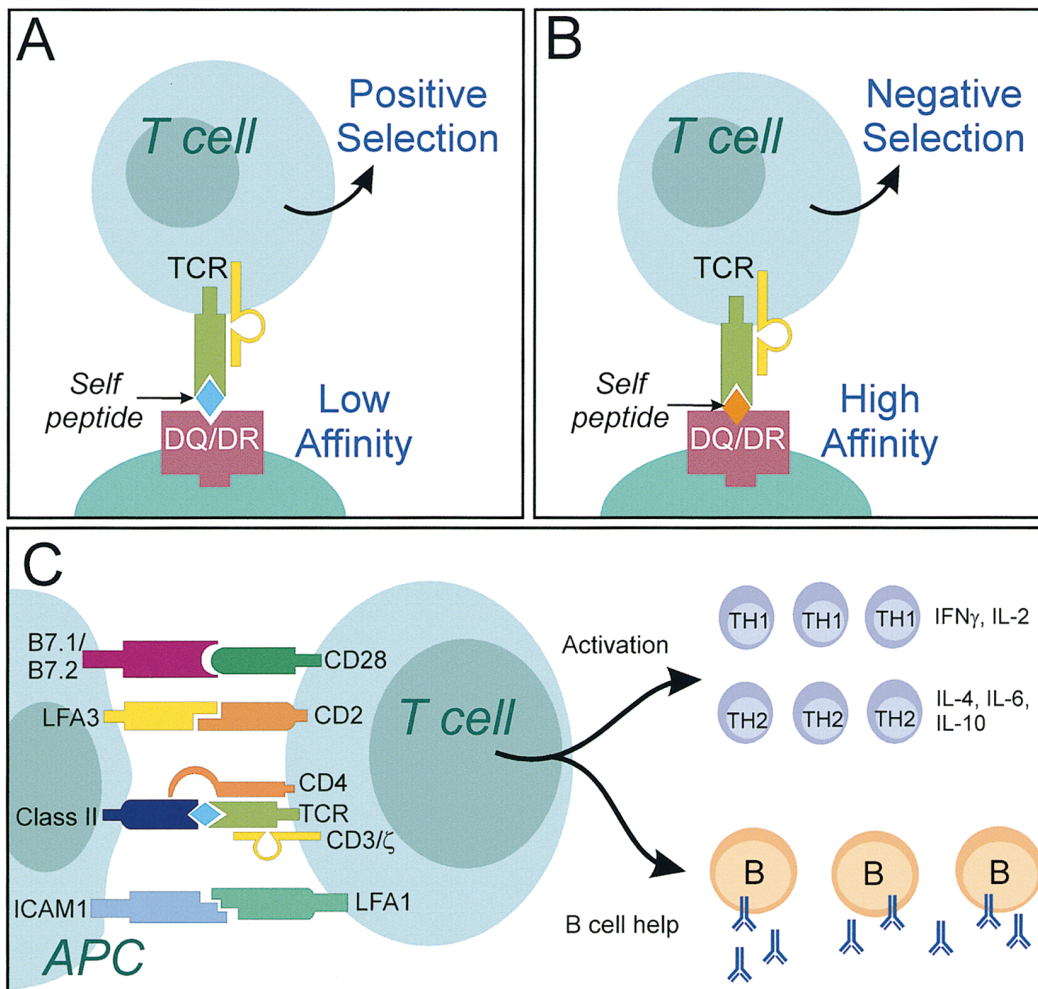 A
T cell
Positive
Selection
TCR
Self
peptide
Low
Affinity
DQ/DR
B
T cell
Negative
Selection
TCR
Self
peptide
High
Affinity
DQ/DR
C
B7.1/
B7.2
CD28
LFA3
CD2
CD4
Class II
TCR
CD3/ζ
ICAM1
LFA1
APC
T cell
Activation
TH1 TH1 TH1 IFNγ, IL-2
TH2 TH2 TH2
IL-4, IL-6,
IL-10
B cell help
B B B